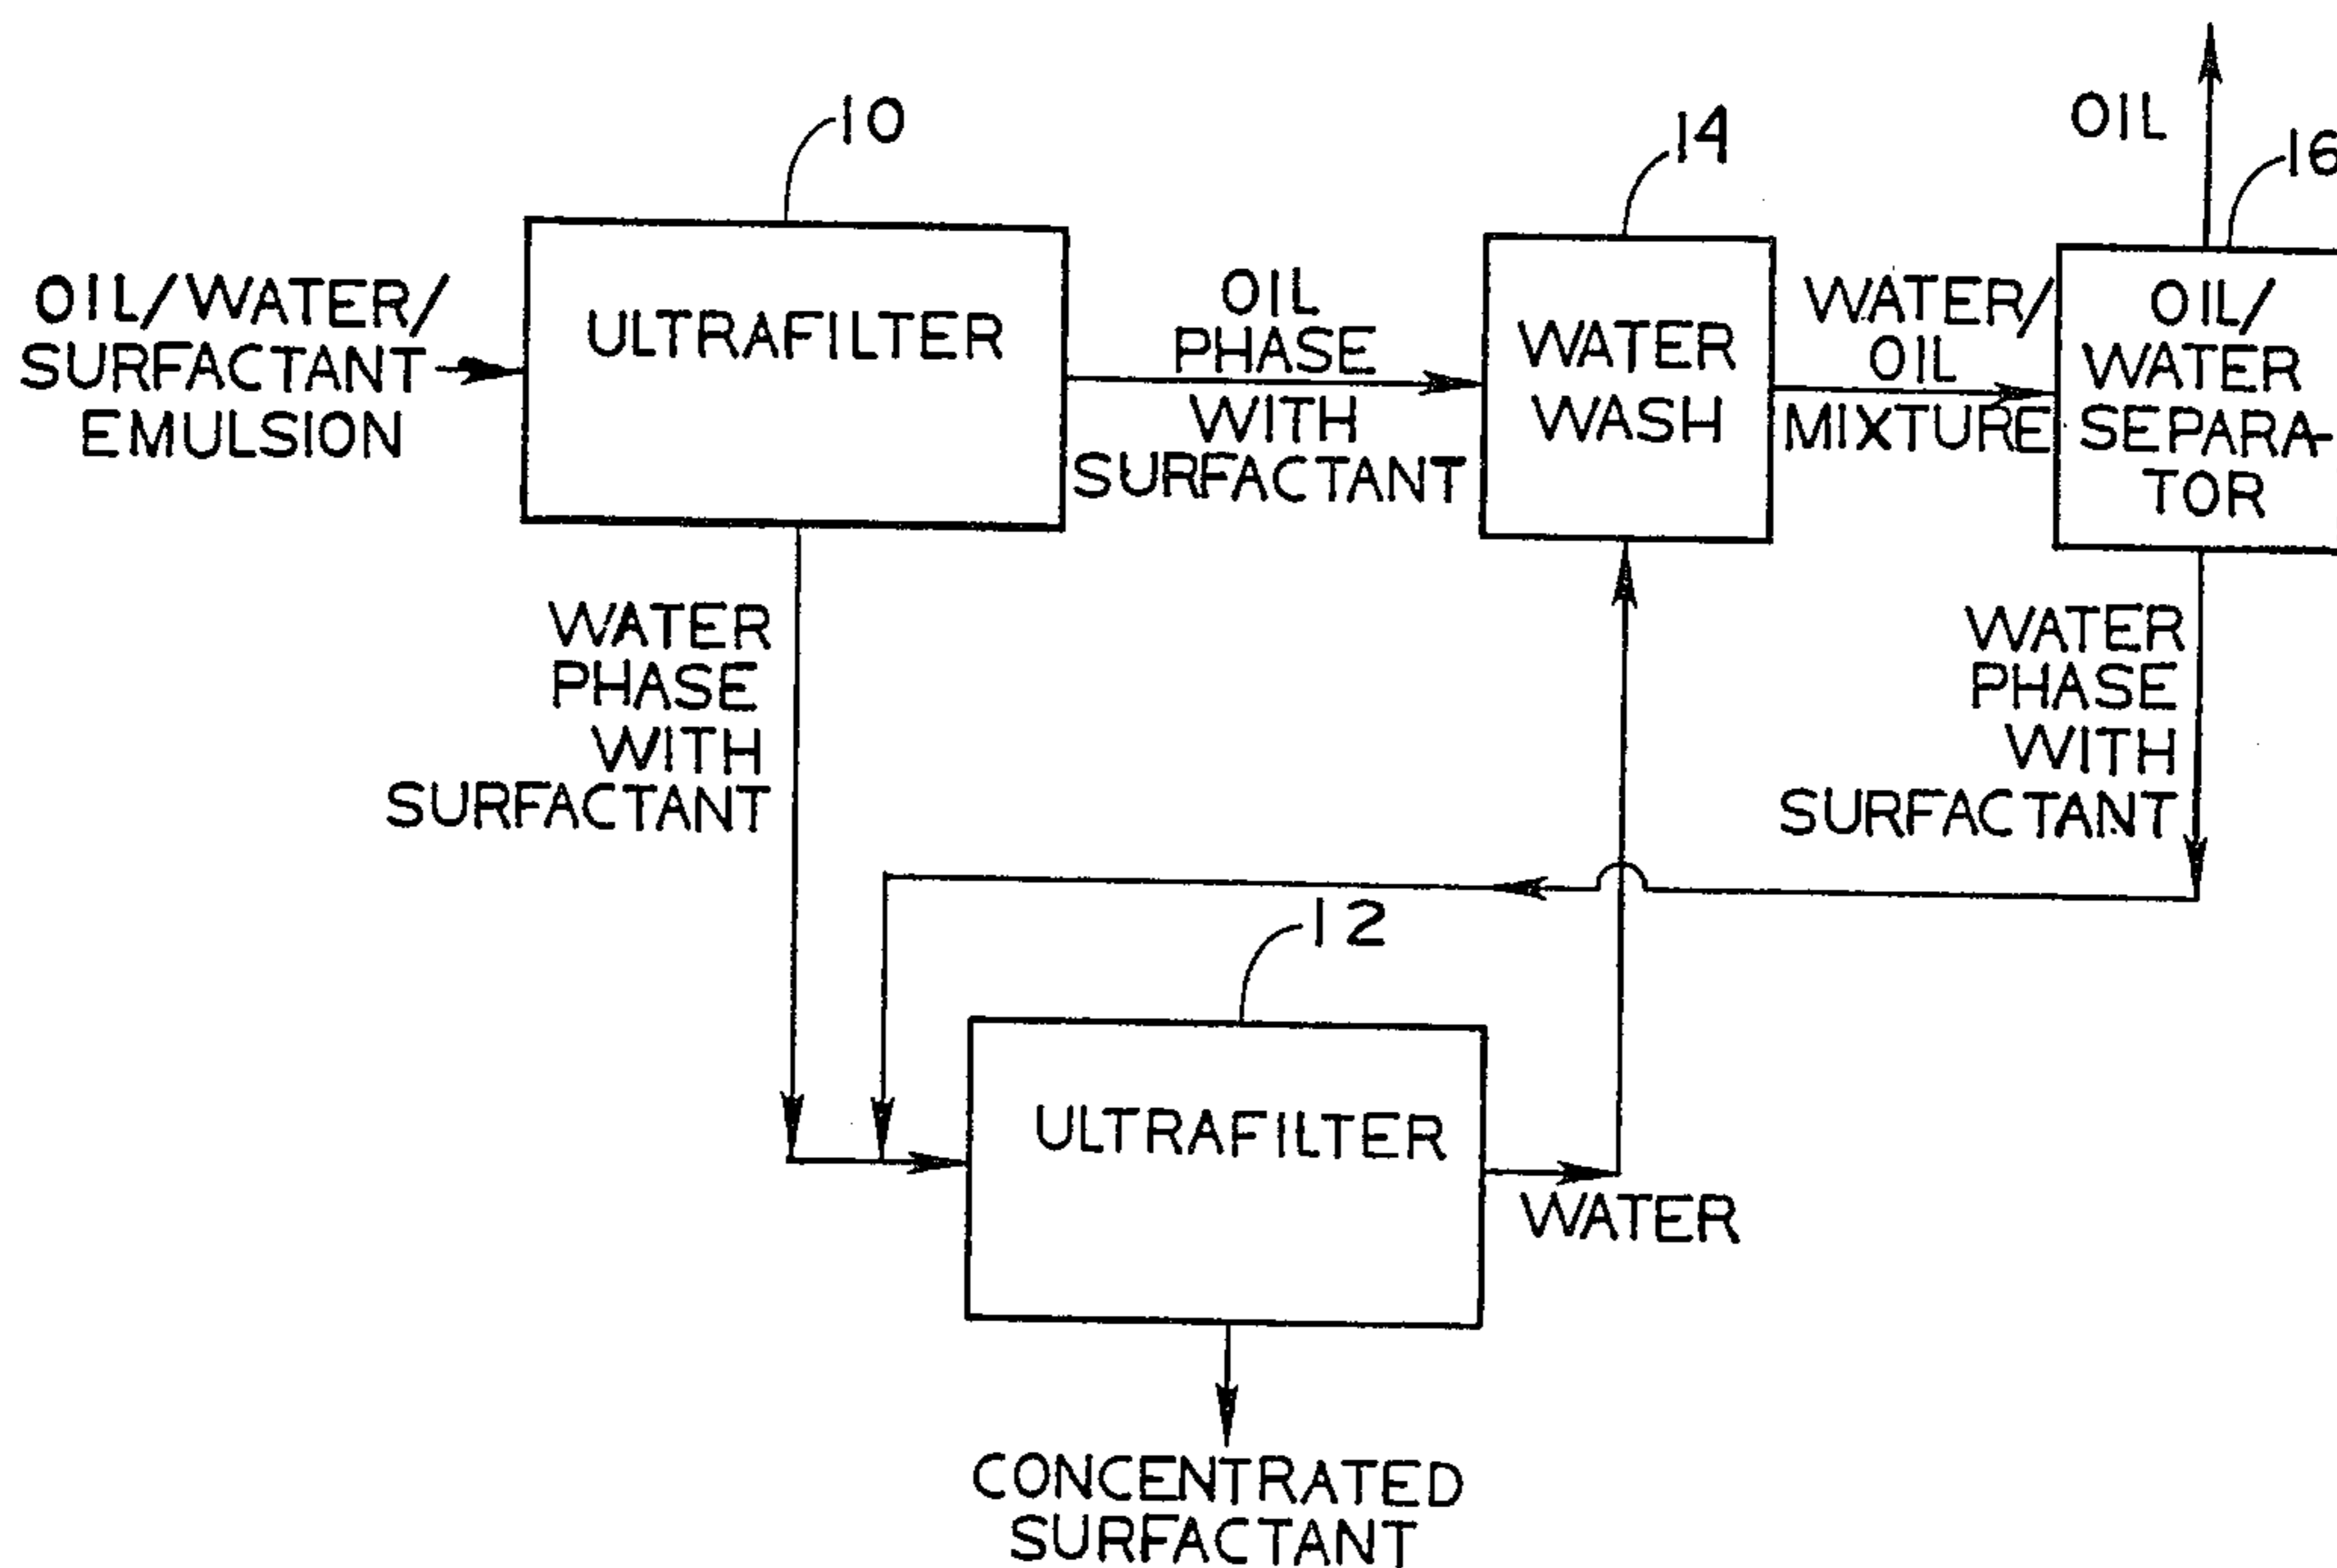 10
14
OIL
16
OIL/WATER/
SURFACTANT
EMULSION
ULTRAFILTER
OIL
PHASE
WITH
SURFACTANT
WATER
WASH
WATER/
OIL
MIXTURE
OIL/
WATER
SEPARA-
TOR
WATER
PHASE
WITH
SURFACTANT
WATER
PHASE
WITH
SURFACTANT
12
ULTRAFILTER
WATER
CONCENTRATED
SURFACTANT